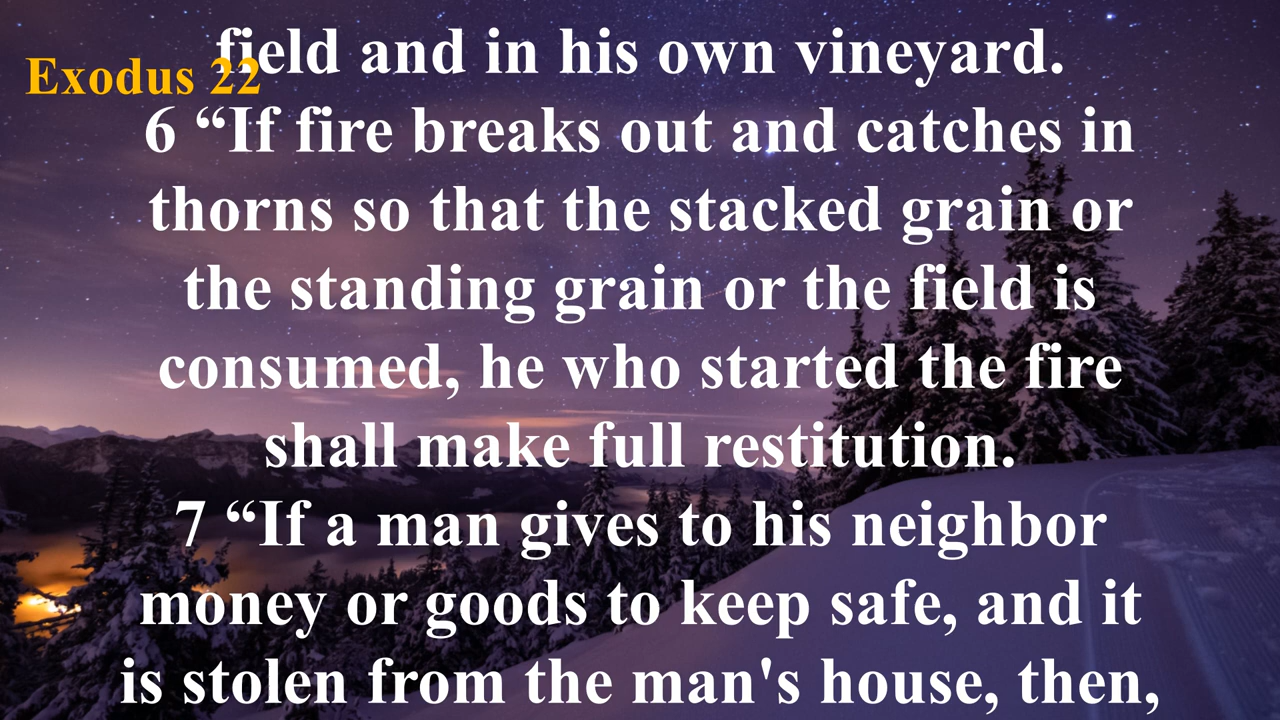 field and in his own vineyard.
Exodus 22
6 “If fire breaks out and catches in
thorns so that the stacked grain or
the standing grain or the field is
consumed, he who started the fire
shall make full restitution.
7 “If a man gives to his neighbor
money or goods to keep safe, and it
is stolen from the man's house, then,